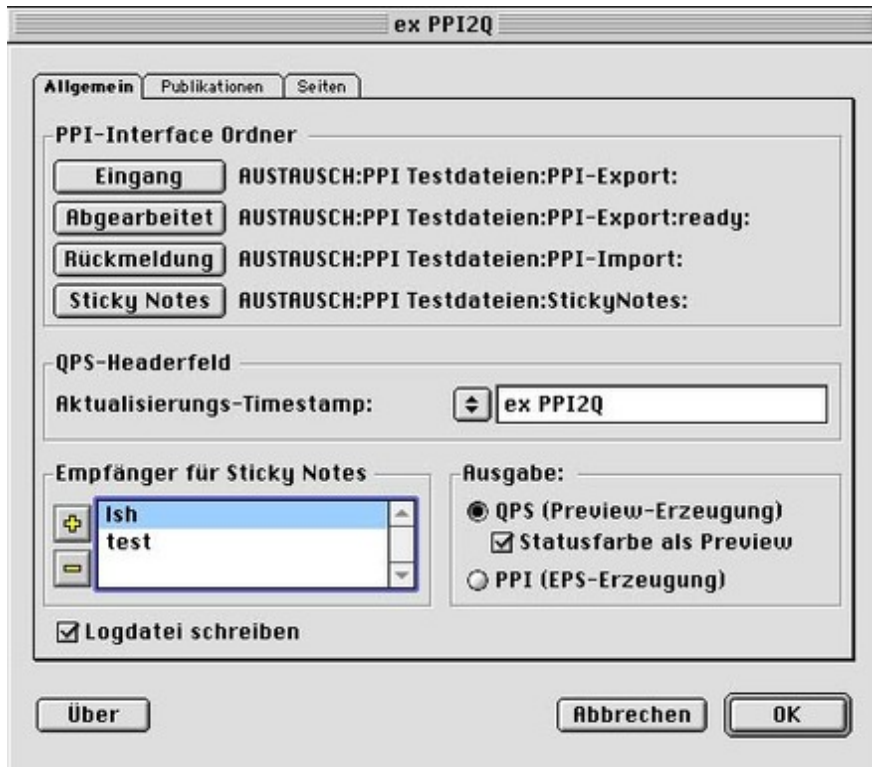 ex PPI2Q
Allgemein Publikationen Seiten
PPI-Interface Ordner
Eingang AUSTAUSCH:PPI Testdateien:PPI-Export:
Abgearbeitet AUSTAUSCH:PPI Testdateien:PPI-Export:ready:
Rückmeldung AUSTAUSCH:PPI Testdateien:PPI-Import:
Sticky Notes AUSTAUSCH:PPI Testdateien:StickyNotes:
QPS-Headerfeld
Aktualisierungs-Timestamp: ex PPI2Q
Empfänger für Sticky Notes
lsh
test
Ausgabe:
QPS (Preview-Erzeugung)
Statusfarbe als Preview
PPI (EPS-Erzeugung)
Logdatei schreiben
Über Abbrechen OK